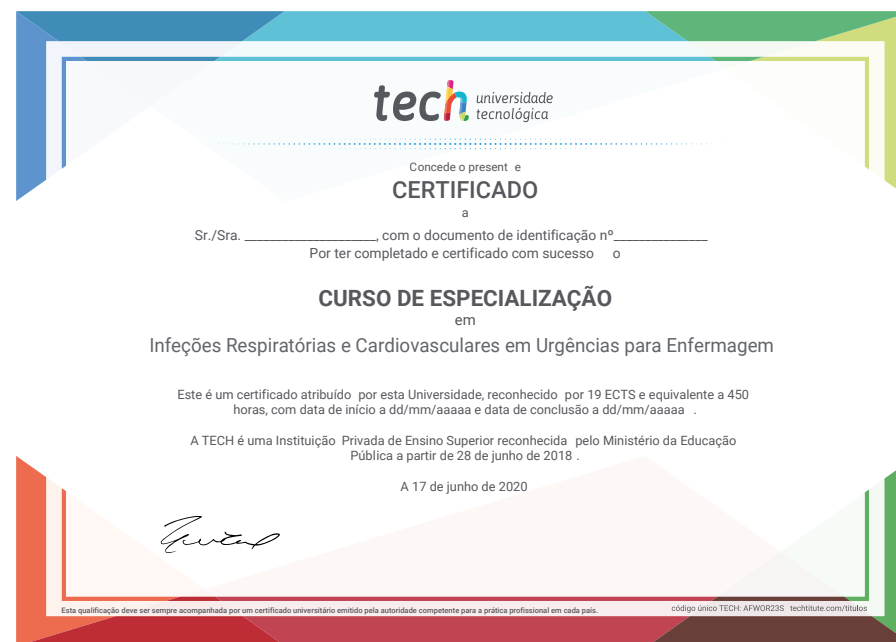 tech universidade
tecnológica
Concede o present e
CERTIFICADO
a
Sr./Sra. ____________________, com o documento de identificação nº______________
Por ter completado e certificado com sucesso o
CURSO DE ESPECIALIZAÇÃO
em
Infeções Respiratórias e Cardiovasculares em Urgências para Enfermagem
Este é um certificado atribuído por esta Universidade, reconhecido por 19 ECTS e equivalente a 450
horas, com data de início a dd/mm/aaaaa e data de conclusão a dd/mm/aaaaa .
A TECH é uma Instituição Privada de Ensino Superior reconhecida pelo Ministério da Educação
Pública a partir de 28 de junho de 2018 .
A 17 de junho de 2020
Esta qualificação deve ser sempre acompanhada por um certificado universitário emitido pela autoridade competente para a prática profissional em cada país.
código único TECH: AFWOR23S techtitute.com/titulos